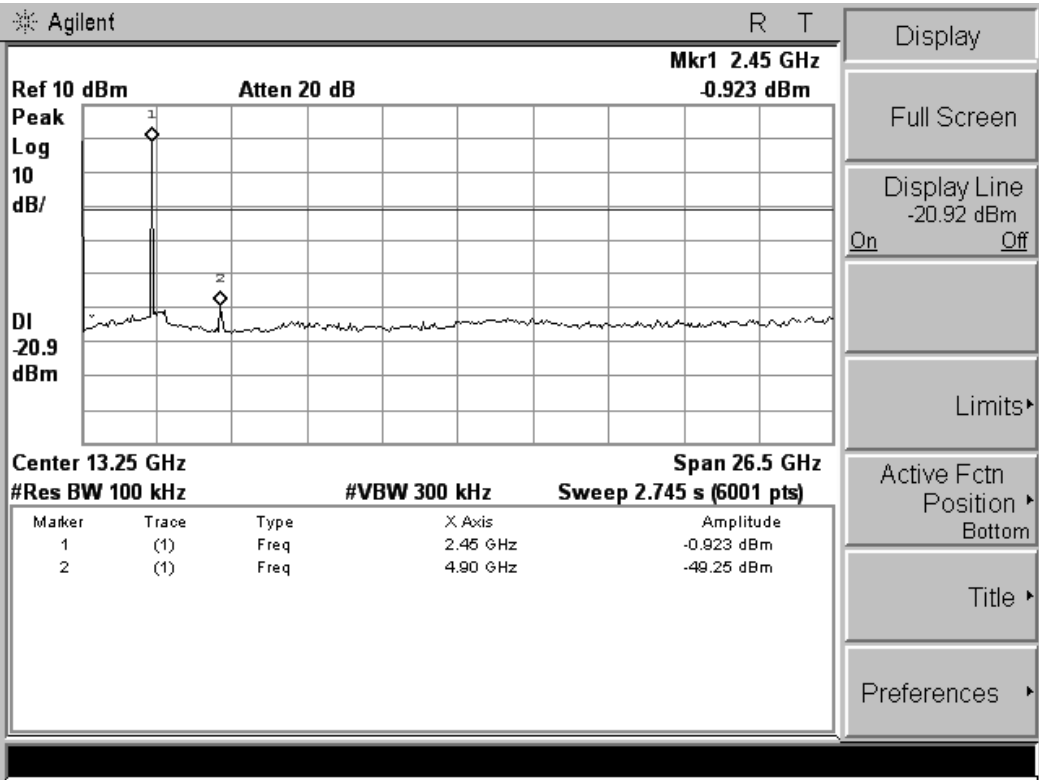 Agilent R T
Mkr1 2.45 GHz
Ref 10 dBm Atten 20 dB -0.923 dBm
Peak
Log
10
dB/
1
2
DI
-20.9
dBm
Center 13.25 GHz Span 26.5 GHz
#Res BW 100 kHz #VBW 300 kHz Sweep 2.745 s (6001 pts)
Marker Trace Type X Axis Amplitude
1 (1) Freq 2.45 GHz -0.923 dBm
2 (1) Freq 4.90 GHz -49.25 dBm
Display
Full Screen
Display Line
-20.92 dBm
On Off
Limits
Active Fctn
Position
Bottom
Title
Preferences